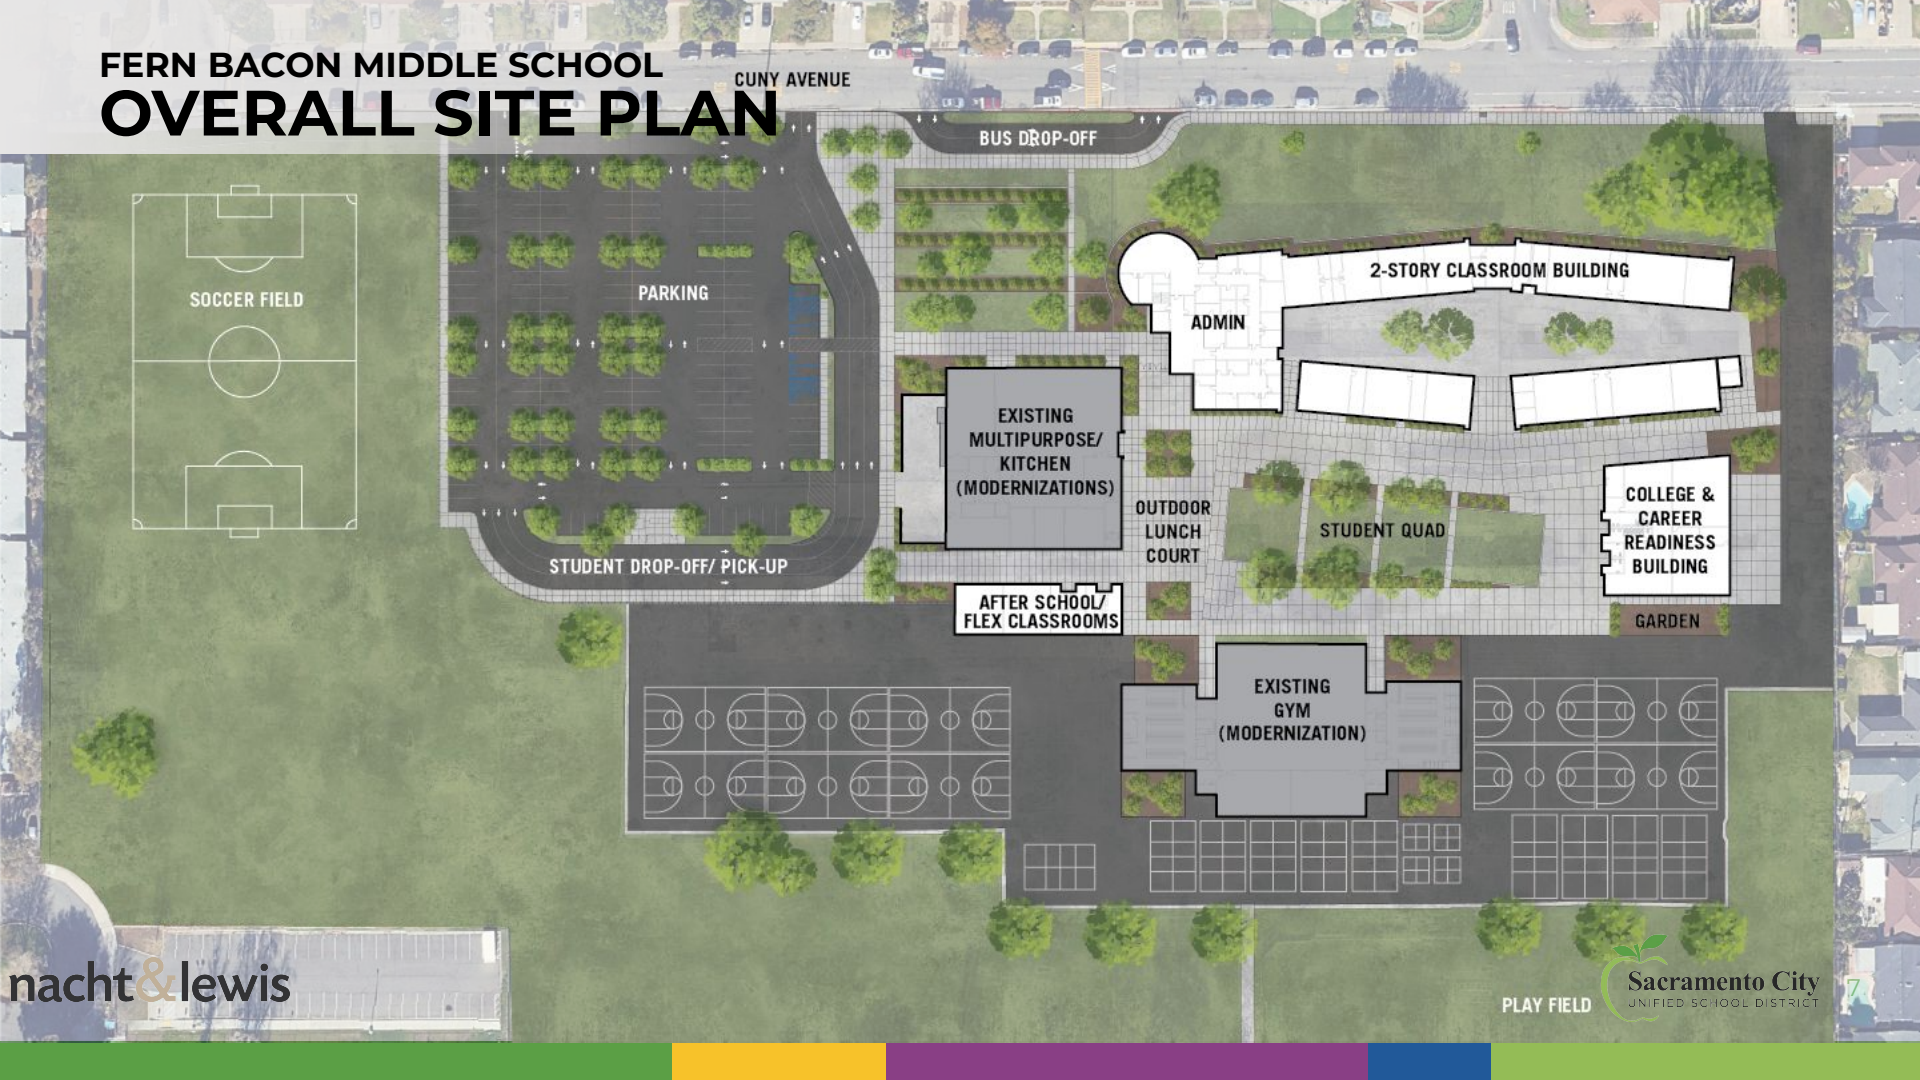 FERN BACON MIDDLE SCHOOL
OVERALL SITE PLAN
CUNY AVENUE
BUS DROP-OFF
SOCCER FIELD
PARKING
2-STORY CLASSROOM BUILDING
ADMIN
EXISTING
MULTIPURPOSE/
KITCHEN
(MODERNIZATIONS)
OUTDOOR
LUNCH
COURT
STUDENT QUAD
COLLEGE &
CAREER
READINESS
BUILDING
STUDENT DROP-OFF/ PICK-UP
AFTER SCHOOL/
FLEX CLASSROOMS
GARDEN
EXISTING
GYM
(MODERNIZATION)
PLAY FIELD
nacht&lewis
Sacramento City
UNIFIED SCHOOL DISTRICT
7